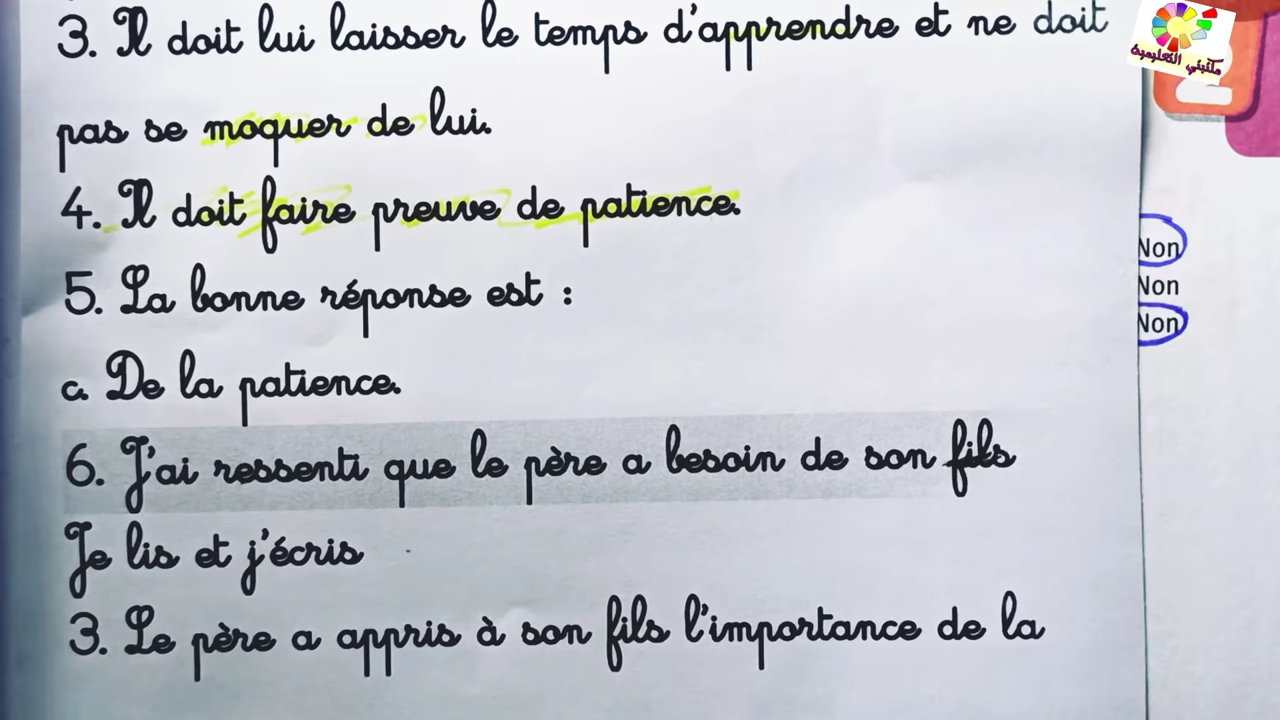 3. Il doit lui laisser le temps d'apprendre et ne doit
pas se moquer de lui.
4. Il doit faire preuve de patience.
5. La bonne réponse est :
c. De la patience.
6. J'ai ressenti que le père a besoin de son fils
Je lis et j'écris
3. Le père a appris à son fils l'importance de la
مكتبتي التعليمية
2
Non
Non
Non